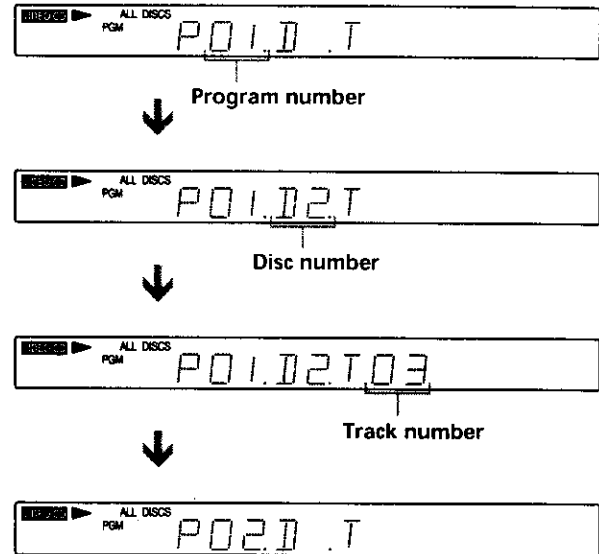 ALL DISCS
PGM
P01.D .T
Program number
ALL DISCS
PGM
P01.D2.T
Disc number
ALL DISCS
PGM
P01.D2.T03
Track number
ALL DISCS
PGM
P02.D .T